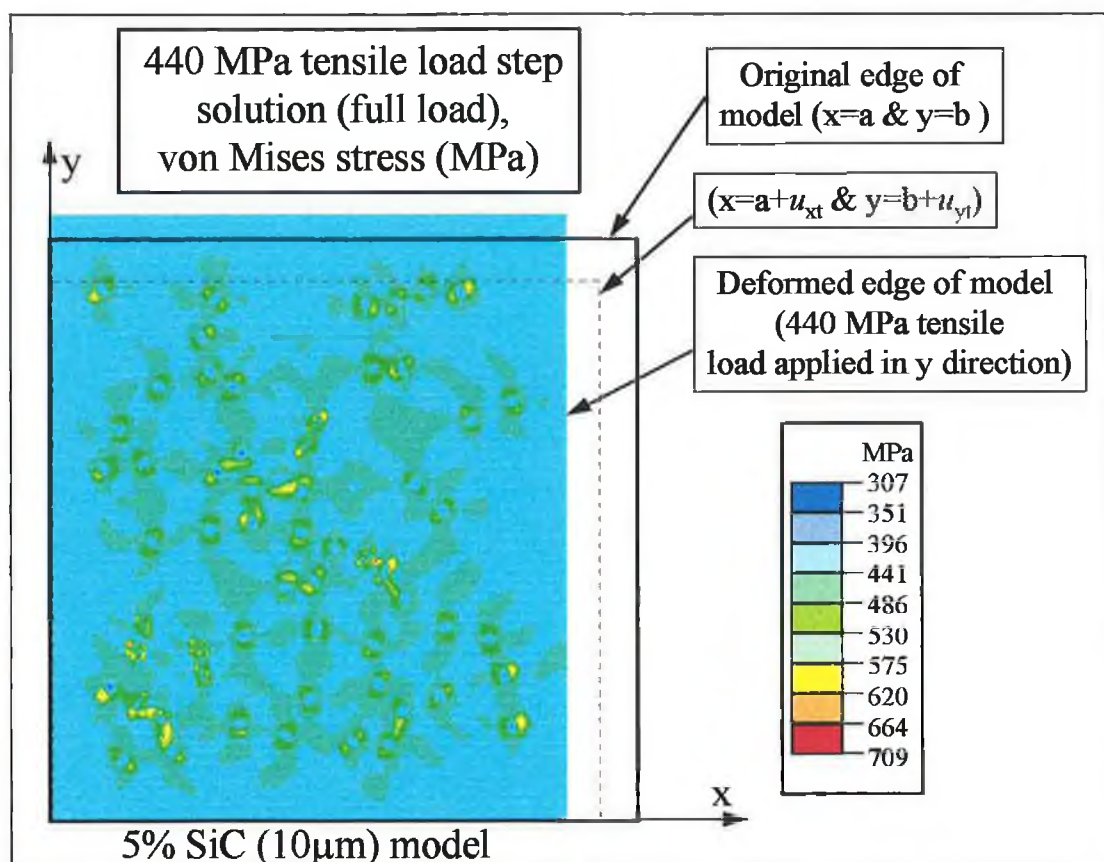 440 MPa tensile load step
solution (full load),
von Mises stress (MPa)
Original edge of
model (x=a & y=b )
(x=a+uxt & y=b+uyt)
Deformed edge of model
(440 MPa tensile
load applied in y direction)
y
MPa
307
351
396
441
486
530
575
620
664
709
x
5% SiC (10μm) model